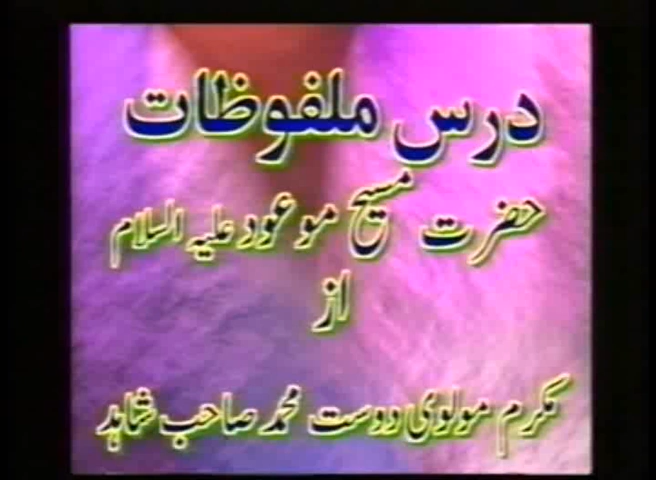 درس ملفوظات
حضرت مسیح موعود علیہ السلام
از
مکرم مولوی دوست محمد صاحب شاہد